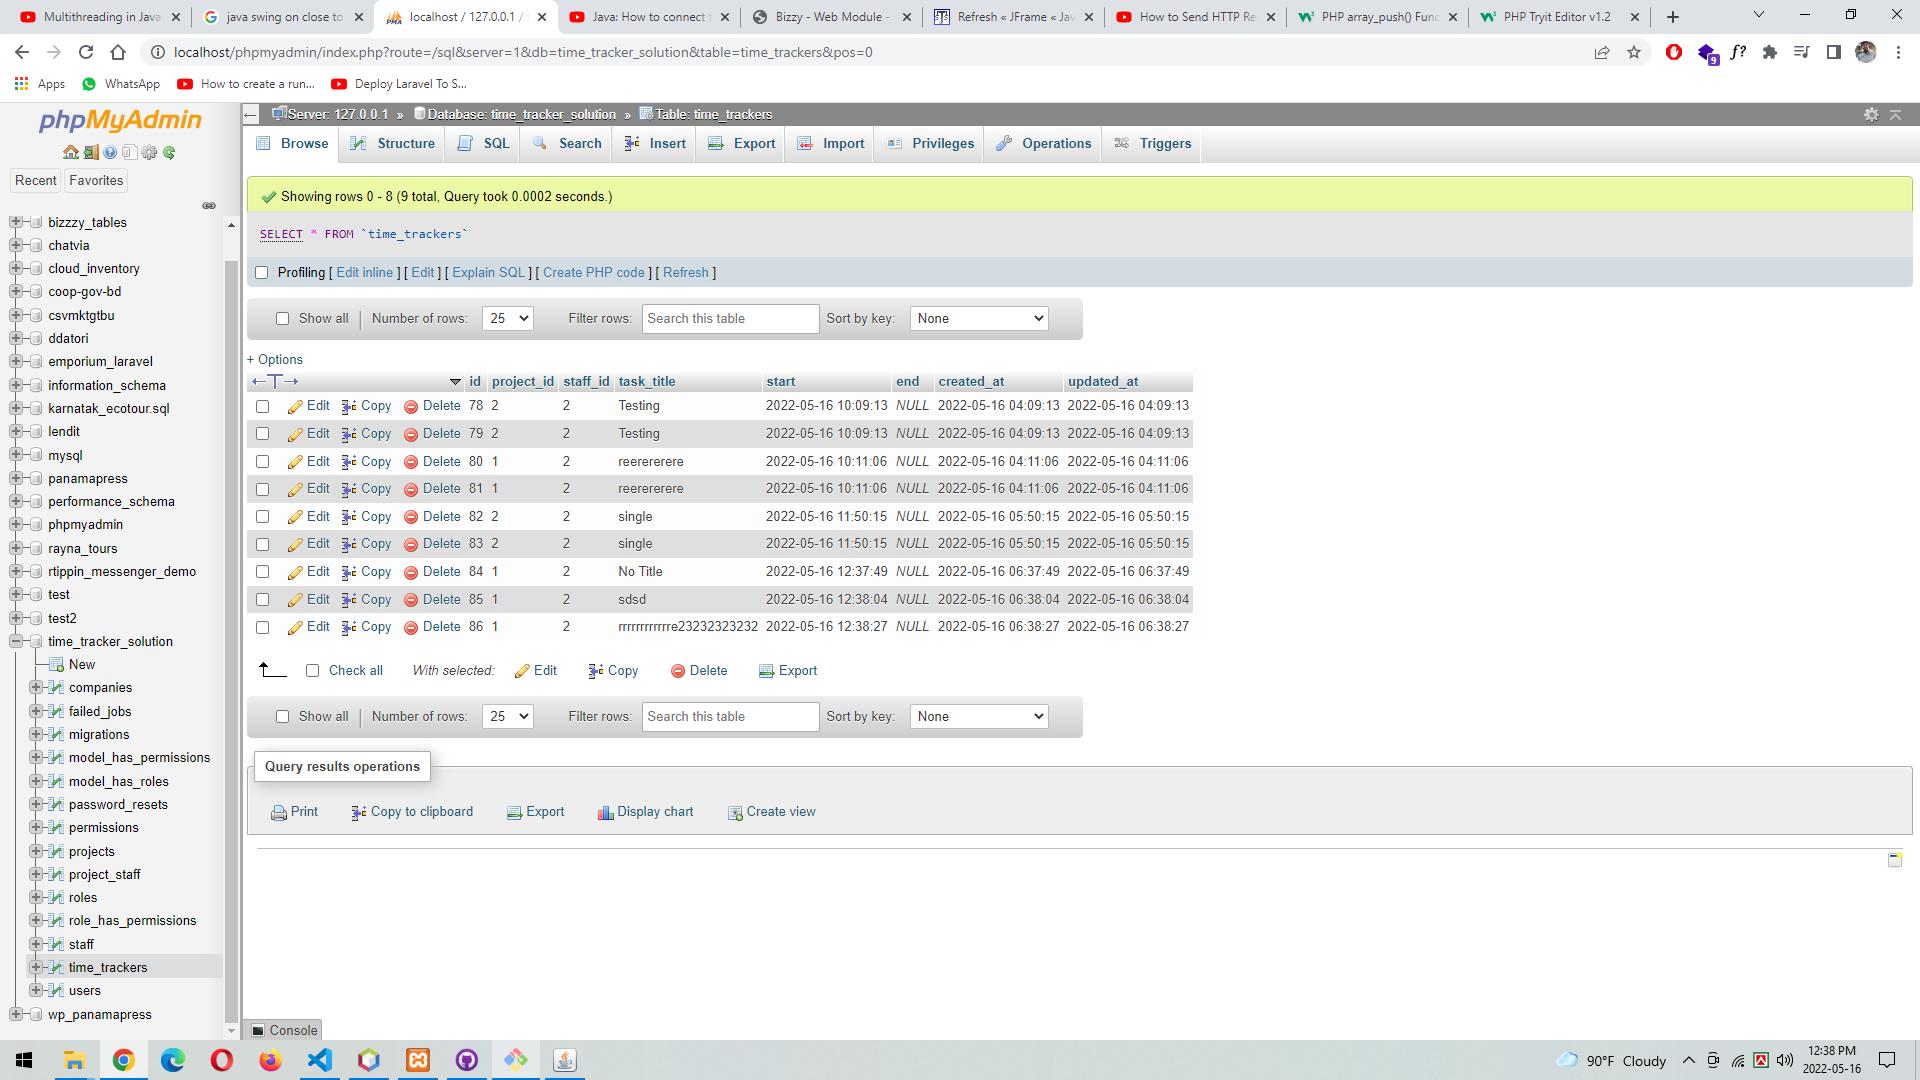 Multithreading in Java
java swing on close to
localhost / 127.0.0.1 /
Java: How to connect
Bizzy - Web Module -
Refresh « JFrame « Jav
How to Send HTTP Re
PHP array_push() Func
PHP Tryit Editor v1.2
localhost/phpmyadmin/index.php?route=/sql&server=1&db=time_tracker_solution&table=time_trackers&pos=0
f?
9
Apps
WhatsApp
How to create a run...
Deploy Laravel To S...
phpMyAdmin
Recent
Favorites
bizzzy_tables
chatvia
cloud_inventory
coop-gov-bd
csvmktgtbu
ddatori
emporium_laravel
information_schema
karnatak_ecotour.sql
lendit
mysql
panamapress
performance_schema
phpmyadmin
rayna_tours
rtippin_messenger_demo
test
test2
time_tracker_solution
New
companies
failed_jobs
migrations
model_has_permissions
model_has_roles
password_resets
permissions
projects
project_staff
roles
role_has_permissions
staff
time_trackers
users
wp_panamapress
Server: 127.0.0.1 » Database: time_tracker_solution » Table: time_trackers
Browse Structure SQL Search Insert Export Import Privileges Operations Triggers
Showing rows 0 - 8 (9 total, Query took 0.0002 seconds.)
SELECT * FROM `time_trackers`
Profiling [ Edit inline ] [ Edit ] [ Explain SQL ] [ Create PHP code ] [ Refresh ]
Show all Number of rows: 25 Filter rows: Search this table Sort by key: None
+ Options
id project_id staff_id task_title start end created_at updated_at
Edit Copy Delete 78 2 2 Testing 2022-05-16 10:09:13 NULL 2022-05-16 04:09:13 2022-05-16 04:09:13
Edit Copy Delete 79 2 2 Testing 2022-05-16 10:09:13 NULL 2022-05-16 04:09:13 2022-05-16 04:09:13
Edit Copy Delete 80 1 2 reerererere 2022-05-16 10:11:06 NULL 2022-05-16 04:11:06 2022-05-16 04:11:06
Edit Copy Delete 81 1 2 reerererere 2022-05-16 10:11:06 NULL 2022-05-16 04:11:06 2022-05-16 04:11:06
Edit Copy Delete 82 2 2 single 2022-05-16 11:50:15 NULL 2022-05-16 05:50:15 2022-05-16 05:50:15
Edit Copy Delete 83 2 2 single 2022-05-16 11:50:15 NULL 2022-05-16 05:50:15 2022-05-16 05:50:15
Edit Copy Delete 84 1 2 No Title 2022-05-16 12:37:49 NULL 2022-05-16 06:37:49 2022-05-16 06:37:49
Edit Copy Delete 85 1 2 sdsd 2022-05-16 12:38:04 NULL 2022-05-16 06:38:04 2022-05-16 06:38:04
Edit Copy Delete 86 1 2 rrrrrrrrrrrre23232323232 2022-05-16 12:38:27 NULL 2022-05-16 06:38:27 2022-05-16 06:38:27
Check all With selected: Edit Copy Delete Export
Show all Number of rows: 25 Filter rows: Search this table Sort by key: None
Query results operations
Print Copy to clipboard Export Display chart Create view
Console
90°F Cloudy
12:38 PM
2022-05-16